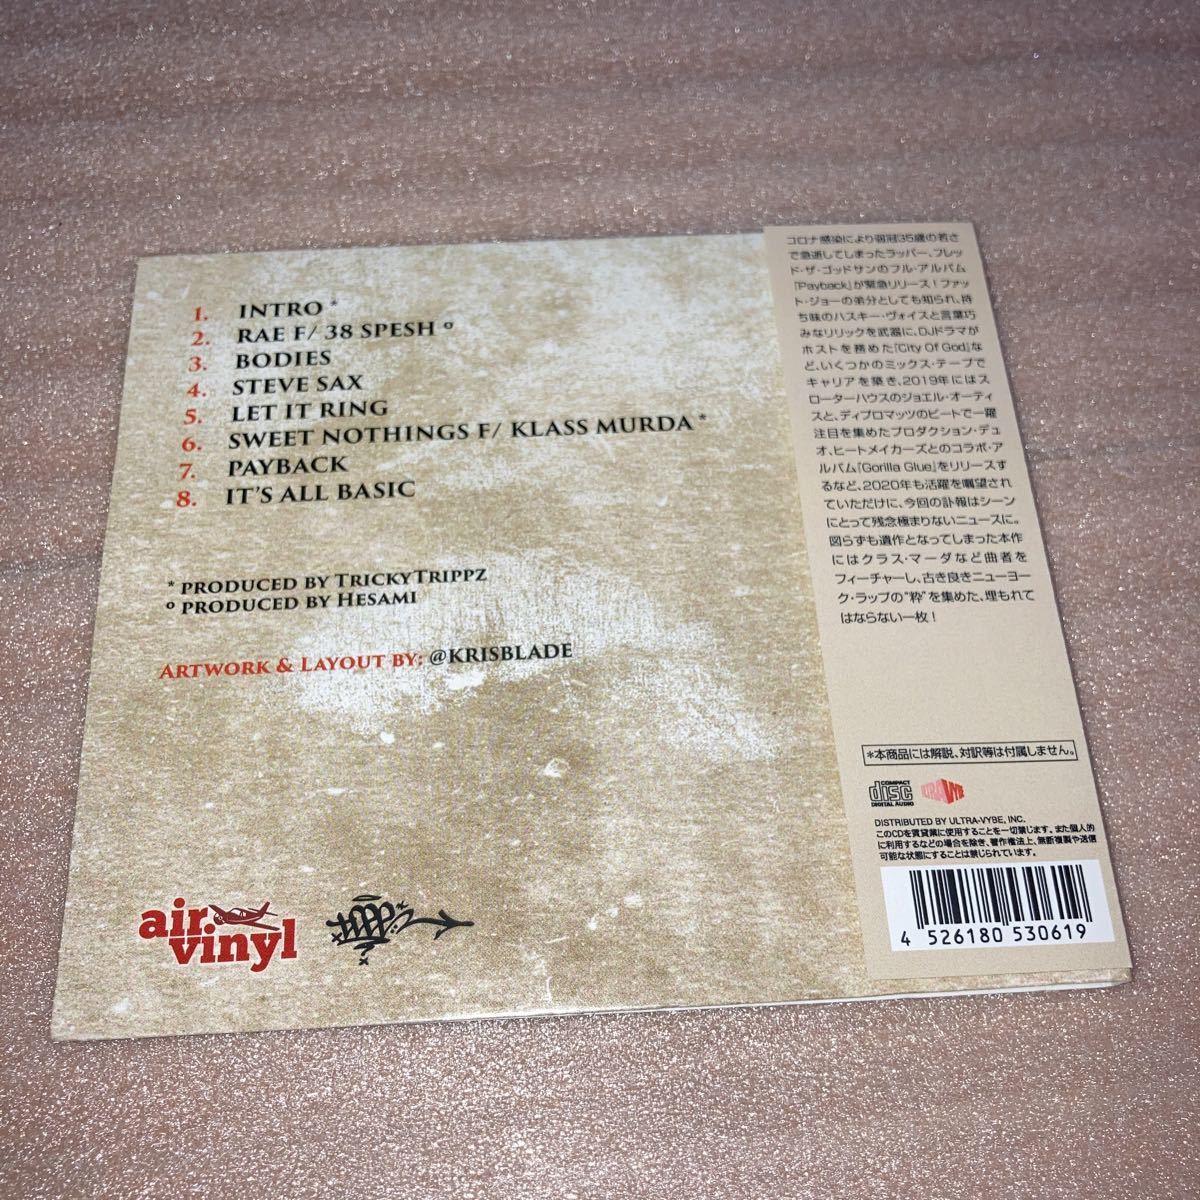 1. INTRO *
2. RAE F/ 38 SPESH º
3. BODIES
4. STEVE SAX
5. LET IT RING
6. SWEET NOTHINGS F/ KLASS MURDA *
7. PAYBACK
8. IT'S ALL BASIC
* PRODUCED BY TRICKYTRIPPZ
º PRODUCED BY HESAMI
ARTWORK & LAYOUT BY: @KRISBLADE
air
vinyl
コロナ感染により弱冠35歳の若さ
で急逝してしまったラッパー、フレッ
ド・ザ・ゴッドサンのフル・アルバム
『Payback』が緊急リリース！ファッ
ト・ジョーの弟分としても知られ、持
ち味のハスキー・ヴォイスと言葉巧
みなリリックを武器に、DJドラマが
ホストを務めた『City Of God』な
ど、いくつかのミックス・テープで
キャリアを築き、2019年にはス
ローターハウスのジョエル・オーティ
スと、ディプロマッツのビートで一躍
注目を集めたプロダクション・デュ
オ、ヒートメイカーズとのコラボ・ア
ルバム『Gorilla Glue』をリリースす
るなど、2020年も活躍を嘱望され
ていただけに、今回の訃報はシーン
にとって残念極まりないニュースに。
図らずも遺作となってしまった本作
にはクラス・マーダなど曲者を
フィーチャーし、古き良きニューヨー
ク・ラップの"粋"を集めた、埋もれて
はならない一枚！
*本商品には解説、対訳等は付属しません。
COMPACT
disc
DIGITAL AUDIO
DISTRIBUTED BY ULTRA-VYBE, INC.
このCDを賃貸業に使用することを一切禁じます。また個人的
に利用するなどの場合を除き、著作権法上、無断複製や送信
可能な状態にすることは禁じられています。
4 526180 530619